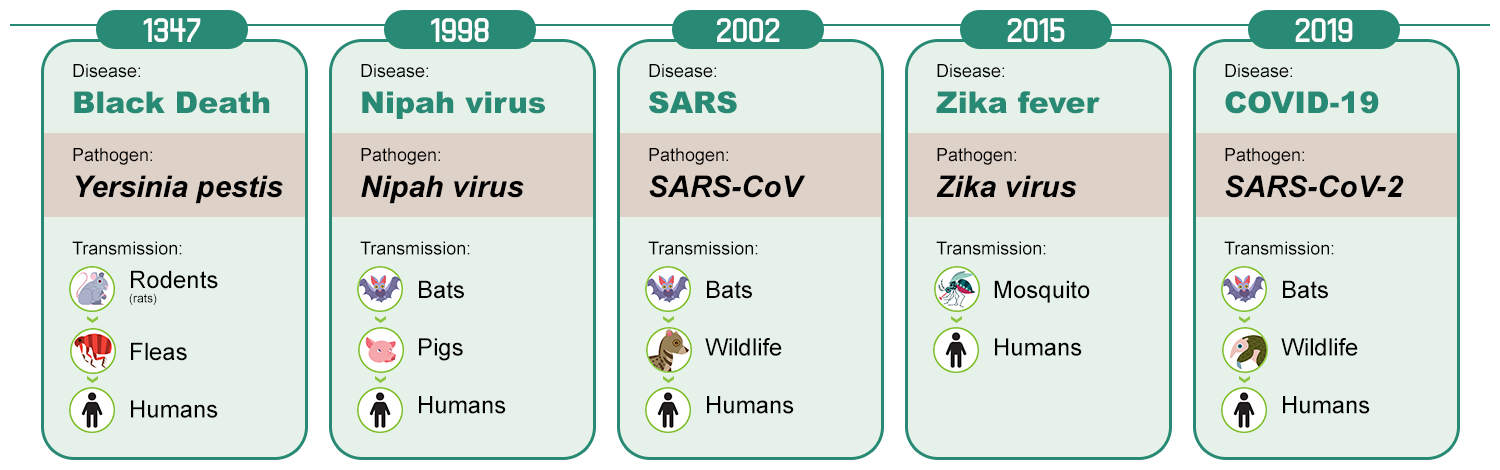 1347
Disease:
Black Death
Pathogen:
Yersinia pestis
Transmission:
Rodents
(rats)
Fleas
Humans
1998
Disease:
Nipah virus
Pathogen:
Nipah virus
Transmission:
Bats
Pigs
Humans
2002
Disease:
SARS
Pathogen:
SARS-CoV
Transmission:
Bats
Wildlife
Humans
2015
Disease:
Zika fever
Pathogen:
Zika virus
Transmission:
Mosquito
Humans
2019
Disease:
COVID-19
Pathogen:
SARS-CoV-2
Transmission:
Bats
Wildlife
Humans